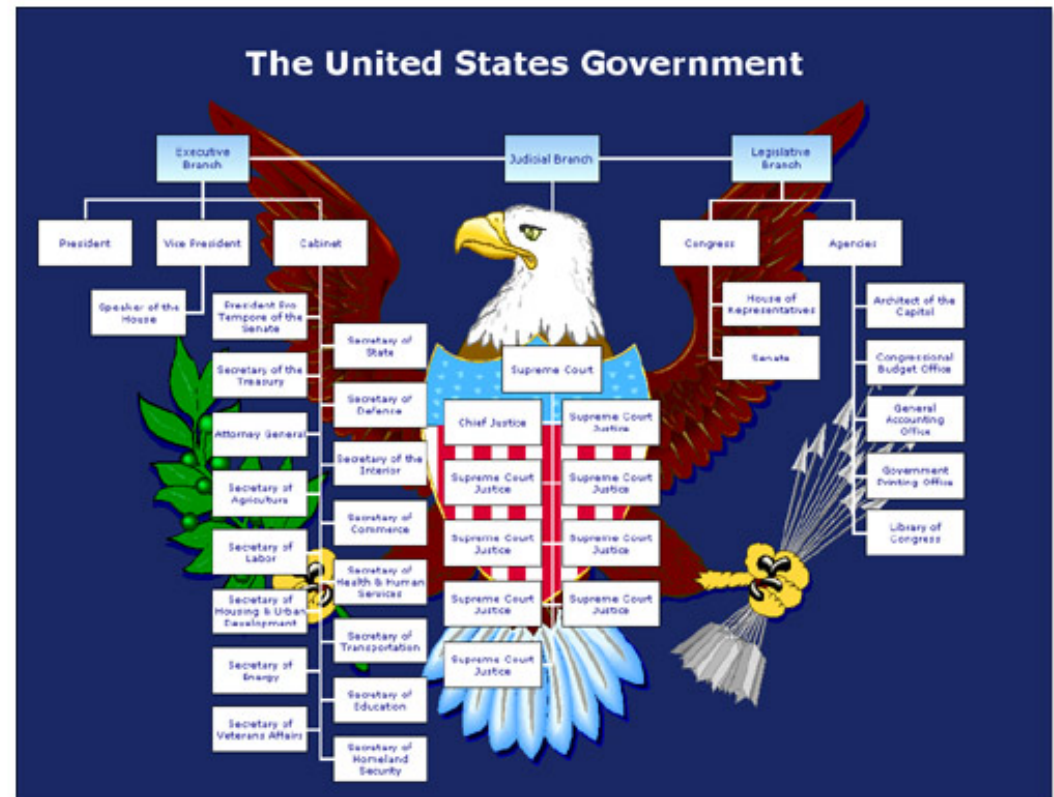 The United States Government
Executive
Branch
Judicial Branch
Legislative
Branch
President
Vice President
Cabinet
Congress
Agencies
Speaker of the
House
President Pro
Tempore of the
Senate
Secretary of
State
Secretary of the
Treasury
Secretary of
Defense
Attorney General
Secretary of the
Interior
Secretary of
Agriculture
Secretary of
Commerce
Secretary of
Labor
Secretary of
Health & Human
Services
Secretary of
Housing & Urban
Development
Secretary of
Transportation
Secretary of
Energy
Secretary of
Education
Secretary of
Veterans Affairs
Secretary of
Homeland
Security
Supreme Court
Chief Justice
Supreme Court
Justice
Supreme Court
Justice
Supreme Court
Justice
Supreme Court
Justice
Supreme Court
Justice
Supreme Court
Justice
Supreme Court
Justice
Supreme Court
Justice
House of
Representatives
Senate
Architect of the
Capital
Congressional
Budget Office
General
Accounting
Office
Government
Printing Office
Library of
Congress